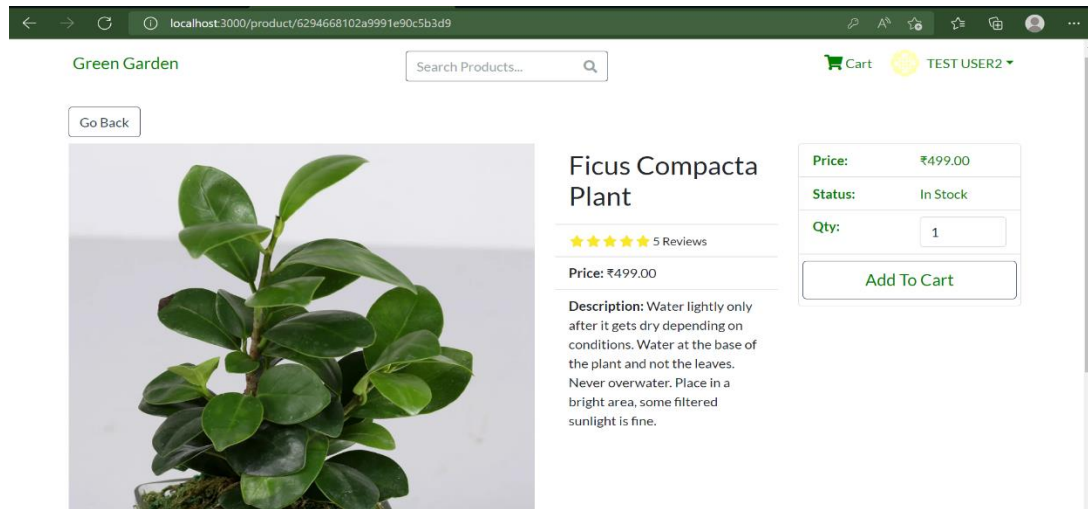 localhost:3000/product/6294668102a9991e90c5b3d9
Green Garden
Search Products...
Cart
TEST USER2
Go Back
Ficus Compacta
Plant
5 Reviews
Price: ₹499.00
Description: Water lightly only
after it gets dry depending on
conditions. Water at the base of
the plant and not the leaves.
Never overwater. Place in a
bright area, some filtered
sunlight is fine.
Price: ₹499.00
Status: In Stock
Qty: 1
Add To Cart